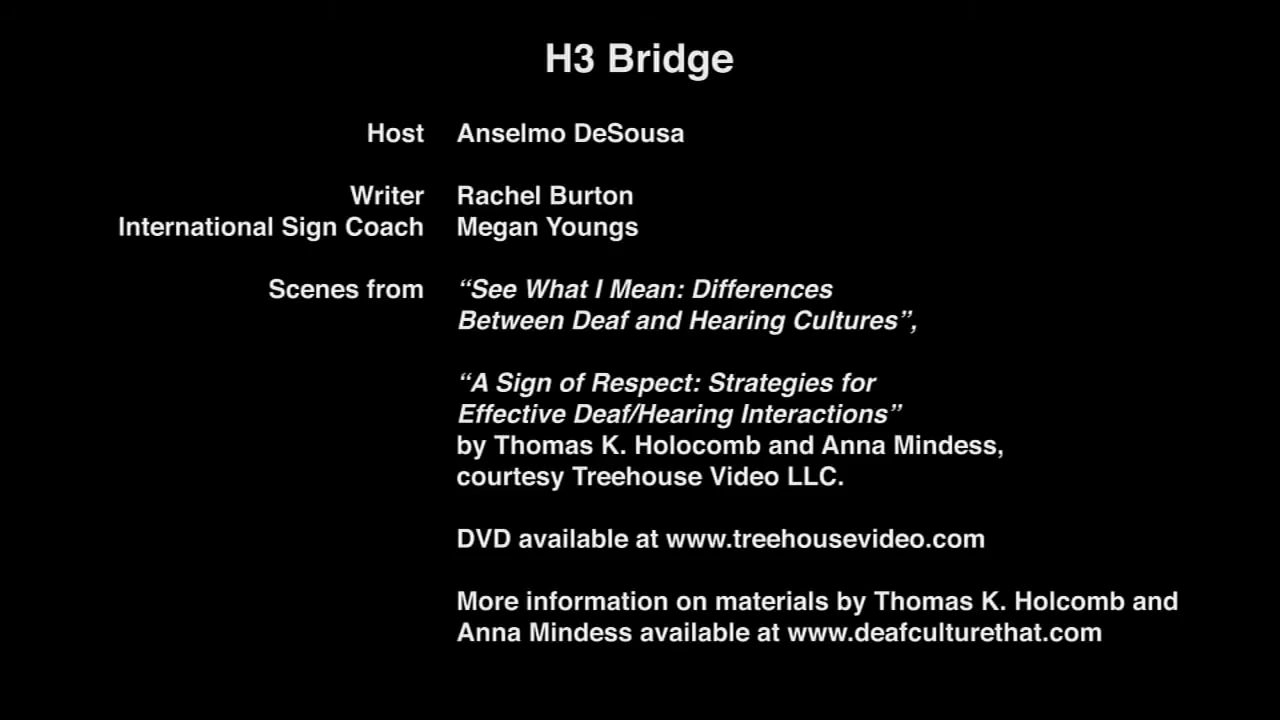 H3 Bridge
Host Anselmo DeSousa
Writer Rachel Burton
International Sign Coach Megan Youngs
Scenes from “See What I Mean: Differences
Between Deaf and Hearing Cultures”,
“A Sign of Respect: Strategies for
Effective Deaf/Hearing Interactions”
by Thomas K. Holocomb and Anna Mindess,
courtesy Treehouse Video LLC.
DVD available at www.treehousevideo.com
More information on materials by Thomas K. Holcomb and
Anna Mindess available at www.deafculturethat.com